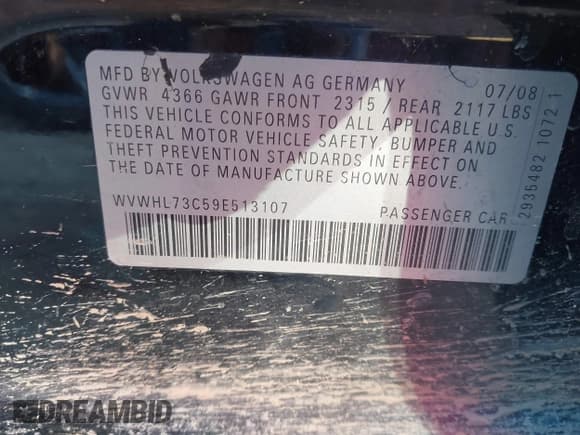 MFD BY VOLKSWAGEN AG GERMANY 07/08
GVWR 4366 GAWR FRONT 2315 / REAR 2117 LBS
THIS VEHICLE CONFORMS TO ALL APPLICABLE U.S.
FEDERAL MOTOR VEHICLE SAFETY, BUMPER AND
THEFT PREVENTION STANDARDS IN EFFECT ON
THE DATE OF MANUFACTURE SHOWN ABOVE.
WVWHL73C59E513107 PASSENGER CAR
2935482 1072 1
DREAMBID